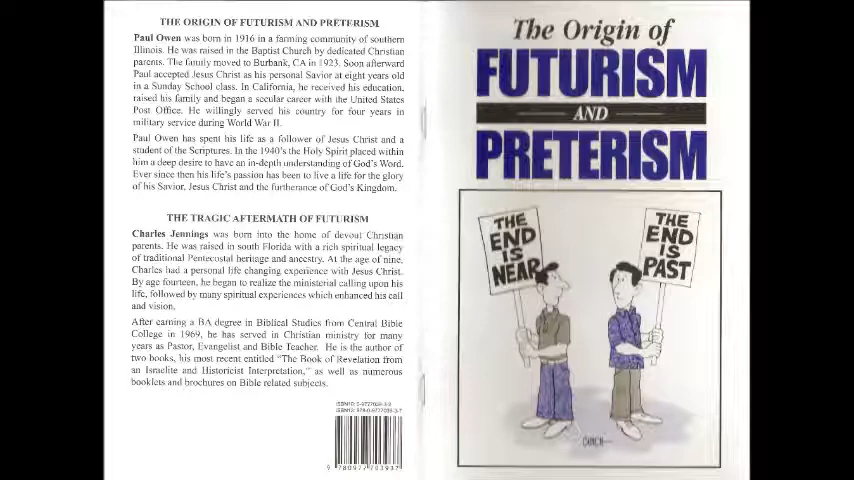 THE ORIGIN OF FUTURISM AND PRETERISM
Paul Owen was born in 1916 in a farming community of southern
Illinois. He was raised in the Baptist Church by dedicated Christian
parents. The family moved to Burbank, CA in 1923. Soon afterward
Paul accepted Jesus Christ as his personal Savior at eight years old
in a Sunday School class. In California, he received his education,
raised his family and began a secular career with the United States
Post Office. He willingly served his country for four years in
military service during World War II.
Paul Owen has spent his life as a follower of Jesus Christ and a
student of the Scriptures. In the 1940's the Holy Spirit placed within
him a deep desire to have an in-depth understanding of God's Word.
Ever since then his life's passion has been to live a life for the glory
of his Savior, Jesus Christ and the furtherance of God's Kingdom.
THE TRAGIC AFTERMATH OF FUTURISM
Charles Jennings was born into the home of devout Christian
parents. He was raised in south Florida with a rich spiritual legacy
of traditional Pentecostal heritage and ancestry. At the age of nine,
Charles had a personal life changing experience with Jesus Christ.
By age fourteen, he began to realize the ministerial calling upon his
life, followed by many spiritual experiences which enhanced his call
and vision.
After earning a BA degree in Biblical Studies from Central Bible
College in 1969, he has served in Christian ministry for many
years as Pastor, Evangelist and Bible Teacher. He is the author of
two books, his most recent entitled "The Book of Revelation from
an Israelite and Historicist Interpretation," as well as numerous
booklets and brochures on Bible related subjects.
9 780977 703937
The Origin of
FUTURISM
AND
PRETERISM
THE
END
IS
NEAR
THE
END
IS
PAST